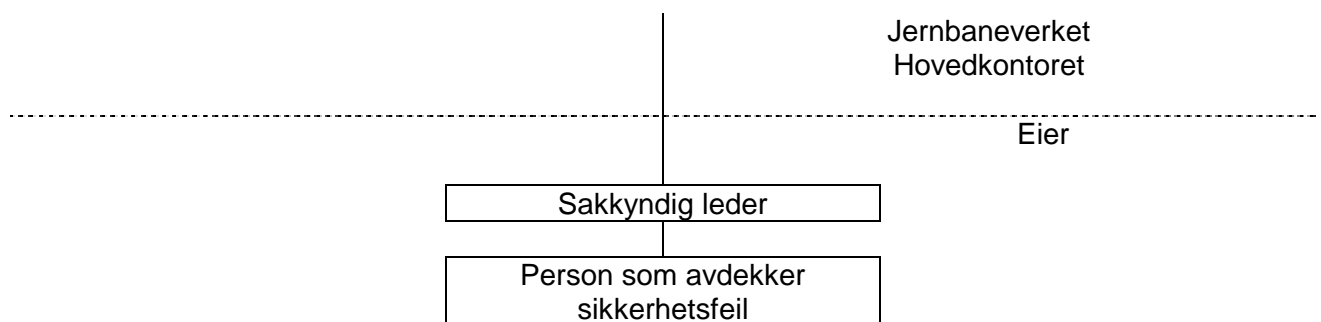 Jernbaneverket
Hovedkontoret
Eier
Sakkyndig leder
Person som avdekker
sikkerhetsfeil